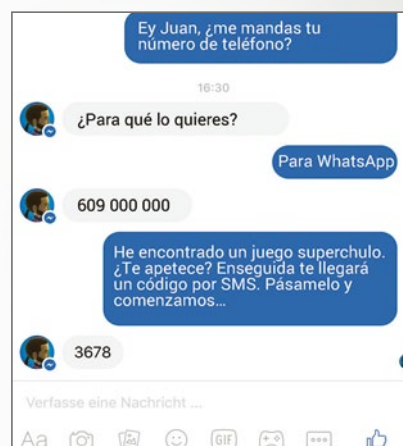 Ey Juan, ¿me mandas tu
número de teléfono?
16:30
¿Para qué lo quieres?
Para WhatsApp
609 000 000
He encontrado un juego superchulo.
¿Te apetece? Enseguida te llegará
un código por SMS. Pásamelo y
comenzamos...
3678
Verfasse eine Nachricht ...
Aa GIF